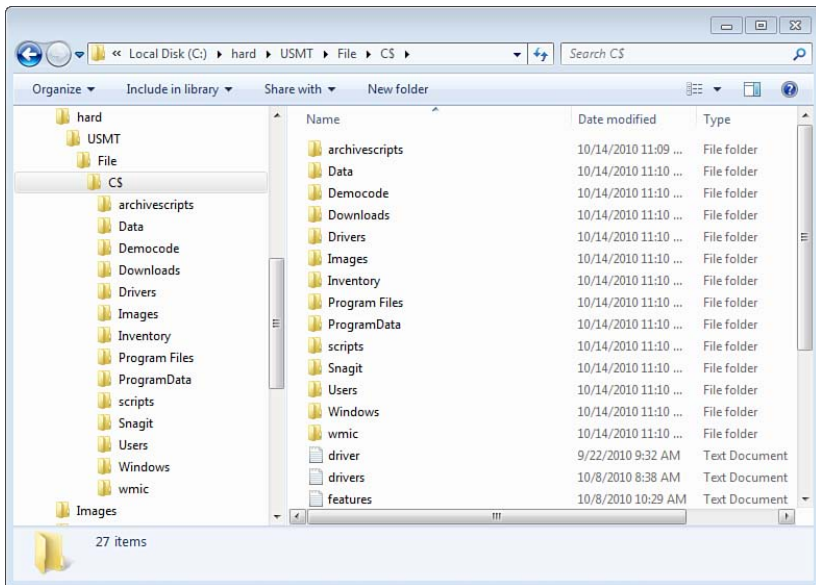 « Local Disk (C:) ▸ hard ▸ USMT ▸ File ▸ C$ ▸ Search C$
Organize ▾ Include in library ▾ Share with ▾ New folder
hard
USMT
File
C$
archivescripts
Data
Democode
Downloads
Drivers
Images
Inventory
Program Files
ProgramData
scripts
Snagit
Users
Windows
wmic
Images
Name Date modified Type
archivescripts 10/14/2010 11:09 ... File folder
Data 10/14/2010 11:10 ... File folder
Democode 10/14/2010 11:10 ... File folder
Downloads 10/14/2010 11:10 ... File folder
Drivers 10/14/2010 11:10 ... File folder
Images 10/14/2010 11:10 ... File folder
Inventory 10/14/2010 11:10 ... File folder
Program Files 10/14/2010 11:10 ... File folder
ProgramData 10/14/2010 11:10 ... File folder
scripts 10/14/2010 11:10 ... File folder
Snagit 10/14/2010 11:10 ... File folder
Users 10/14/2010 11:10 ... File folder
Windows 10/14/2010 11:10 ... File folder
wmic 10/14/2010 11:10 ... File folder
driver 9/22/2010 9:32 AM Text Document
drivers 10/8/2010 8:38 AM Text Document
features 10/8/2010 10:29 AM Text Document
27 items